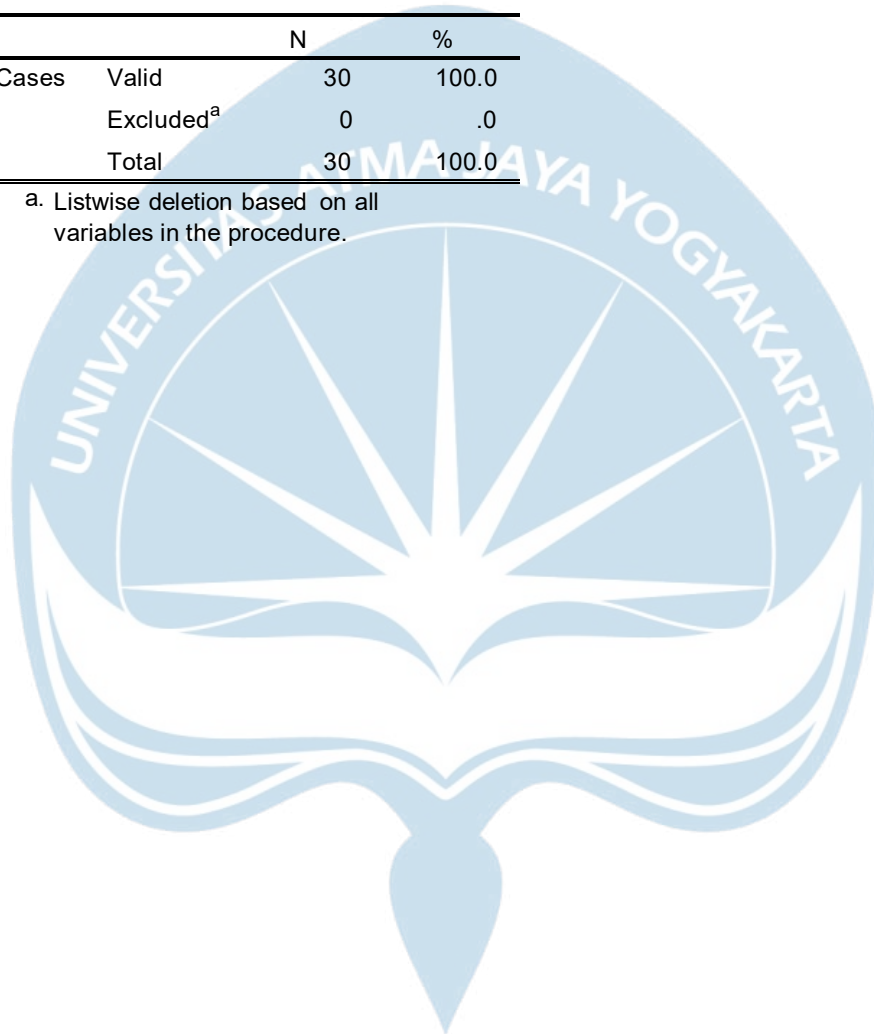 N %
Cases Valid 30 100.0
Excludedᵃ 0 .0
Total 30 100.0
a. Listwise deletion based on all
variables in the procedure.
UNIVERSITAS ATMA JAYA YOGYAKARTA